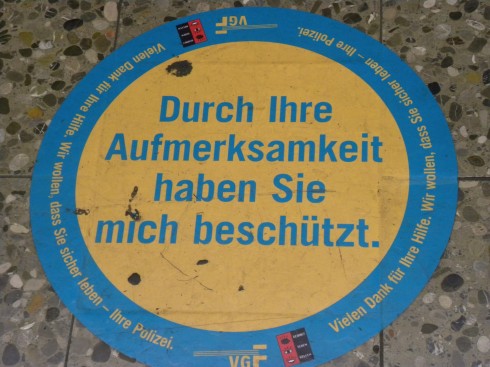 Durch Ihre
Aufmerksamkeit
haben Sie
mich beschützt.
Vielen Dank für Ihre Hilfe. Wir wollen, dass Sie sicher leben – Ihre Polizei.
Vielen Dank für Ihre Hilfe. Wir wollen, dass Sie sicher leben – Ihre Polizei.
VGF
VGF